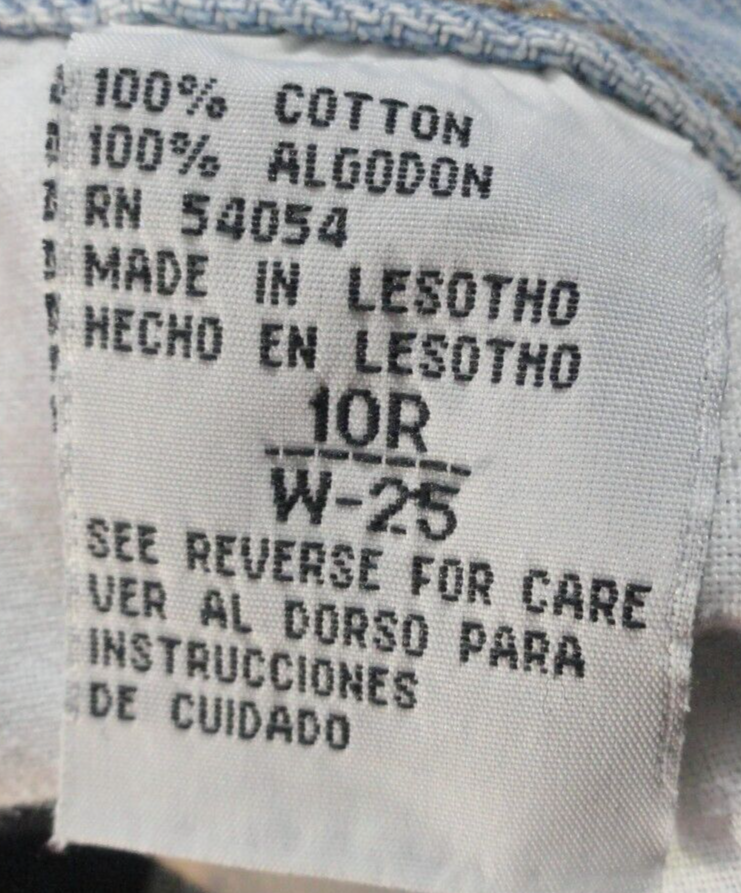 100% COTTON
100% ALGODON
RN 54054
MADE IN LESOTHO
HECHO EN LESOTHO
10R
W-25
SEE REVERSE FOR CARE
VER AL DORSO PARA
INSTRUCCIONES
DE CUIDADO